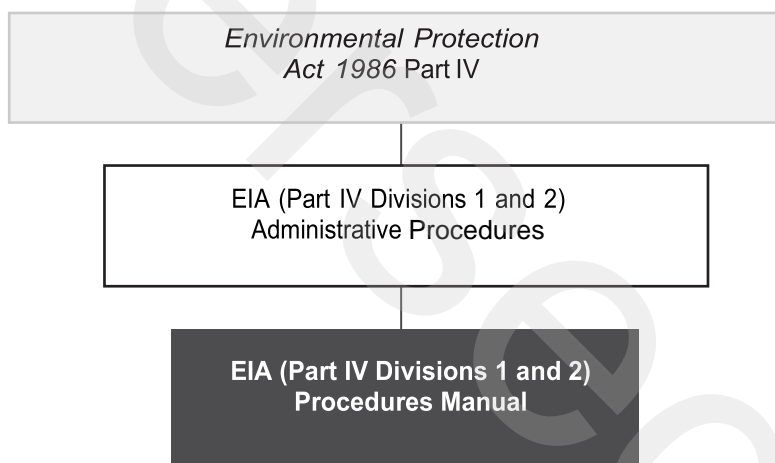 Environmental Protection
Act 1986 Part IV
EIA (Part IV Divisions 1 and 2)
Administrative Procedures
EIA (Part IV Divisions 1 and 2)
Procedures Manual